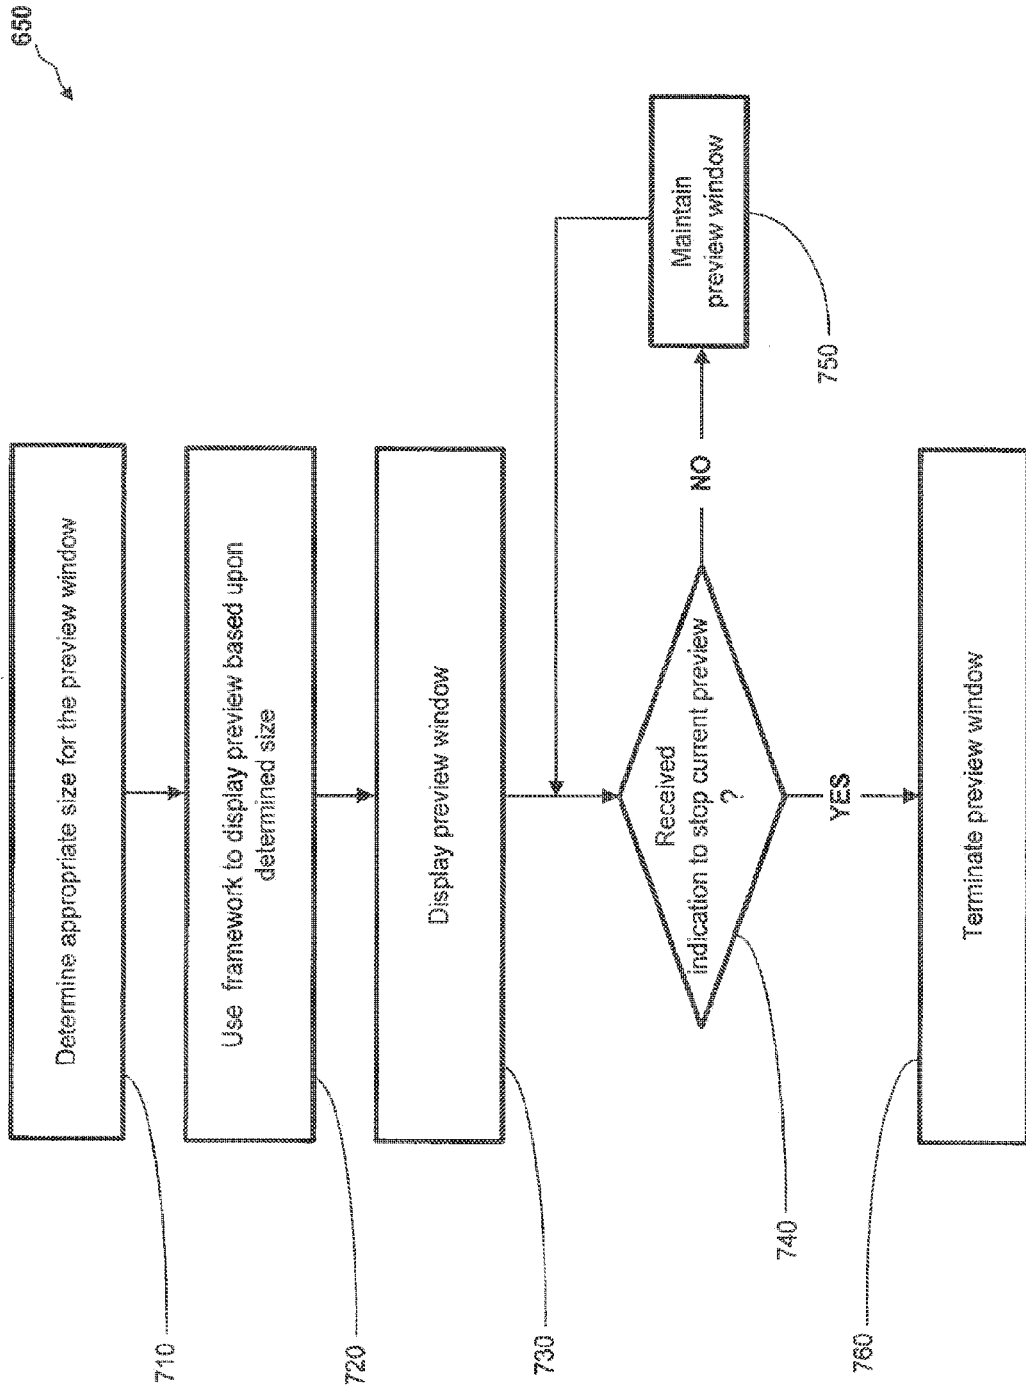 650
Determine appropriate size for the preview window
710
Use framework to display preview based upon
determined size
720
Display preview window
730
Received
indication to stop current preview
?
740
NO
Maintain
preview window
750
YES
Terminate preview window
760